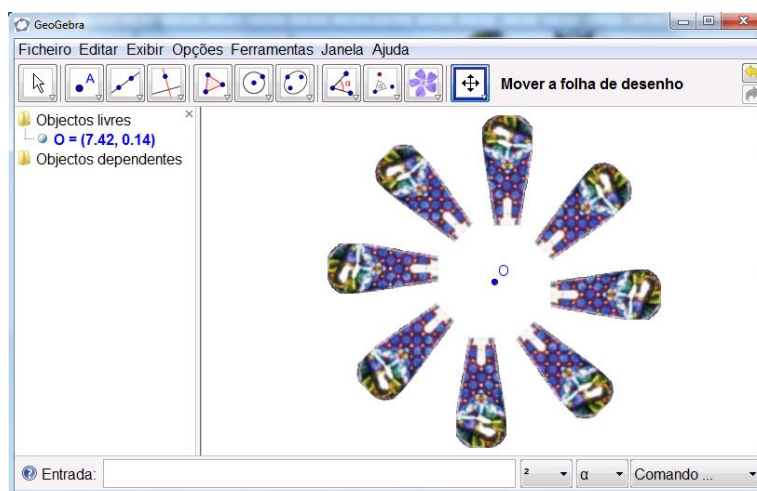 GeoGebra
Ficheiro Editar Exibir Opções Ferramentas Janela Ajuda
A
α
Mover a folha de desenho
Objectos livres
O = (7.42, 0.14)
Objectos dependentes
O
Entrada:
² α Comando ...